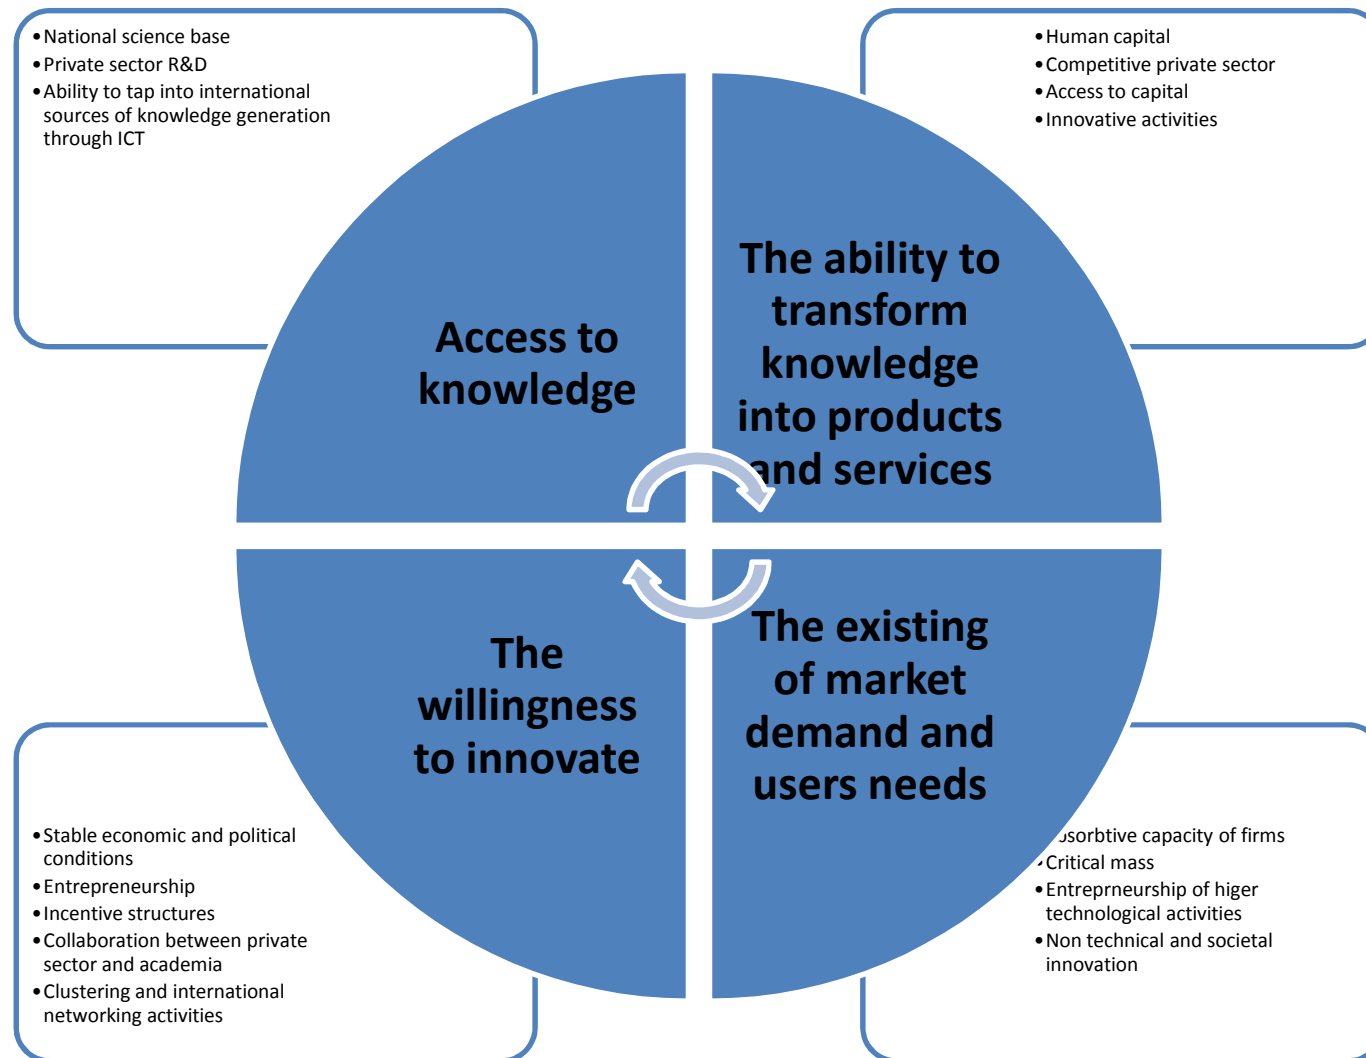 •National science base
•Private sector R&D
•Ability to tap into international
sources of knowledge generation
through ICT
•Human capital
•Competitive private sector
•Access to capital
•Innovative activities
Access to
knowledge
The ability to
transform
knowledge
into products
and services
The
willingness
to innovate
The existing
of market
demand and
users needs
•Stable economic and political
conditions
•Entrepreneurship
•Incentive structures
•Collaboration between private
sector and academia
•Clustering and international
networking activities
capacity of firms
•Critical mass
•Entreprneurship of higer
technological activities
•Non technical and societal
innovation